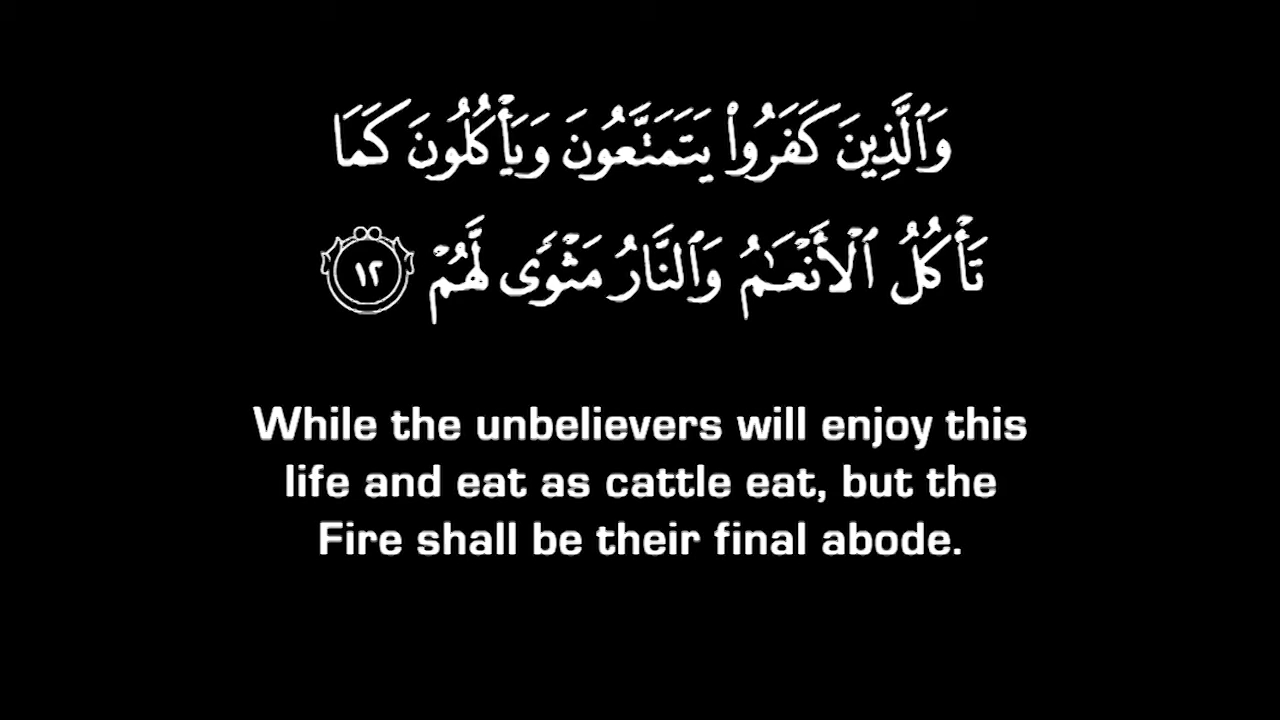 وَٱلَّذِينَ كَفَرُوا۟ يَتَمَتَّعُونَ وَيَأْكُلُونَ كَمَا
تَأْكُلُ ٱلْأَنْعَٰمُ وَٱلنَّارُ مَثْوًى لَّهُمْ ١٢
While the unbelievers will enjoy this
life and eat as cattle eat, but the
Fire shall be their final abode.